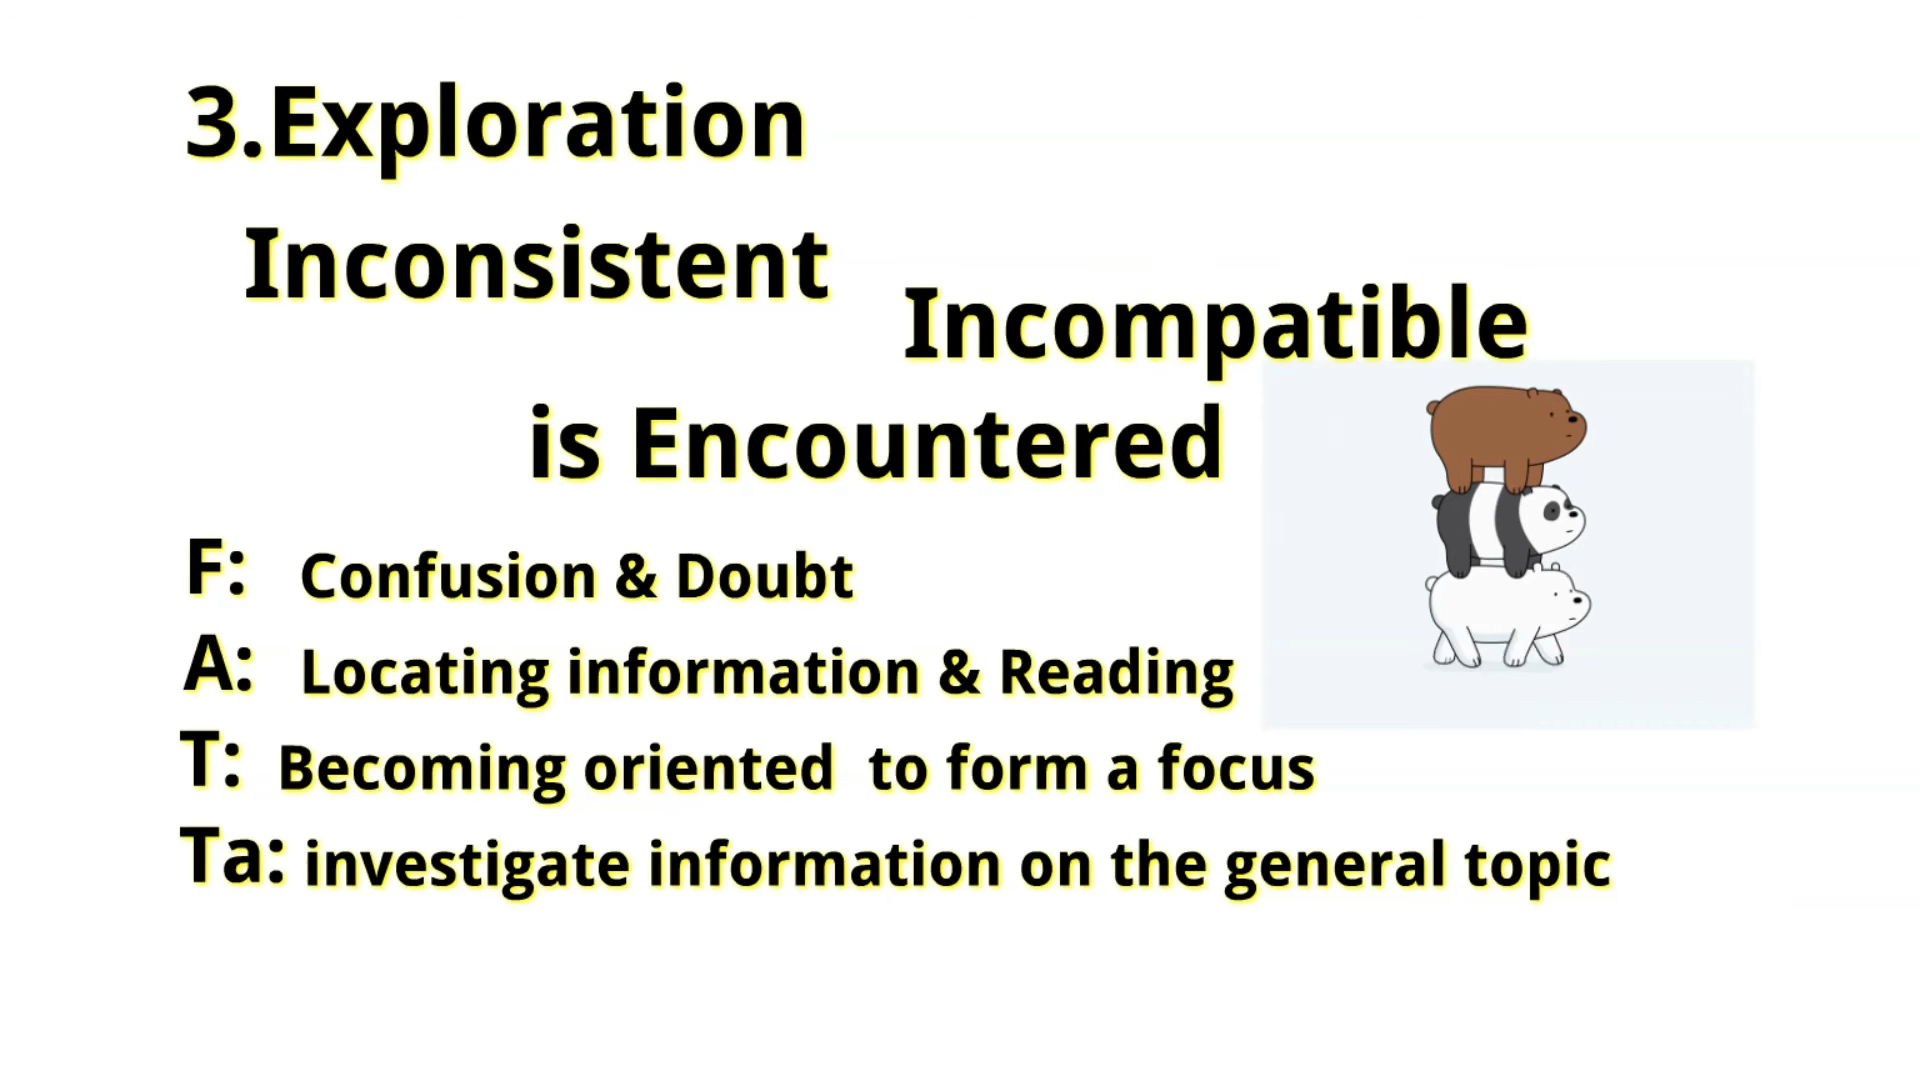 3.Exploration
Inconsistent
Incompatible
is Encountered
F: Confusion & Doubt
A: Locating information & Reading
T: Becoming oriented to form a focus
Ta: investigate information on the general topic